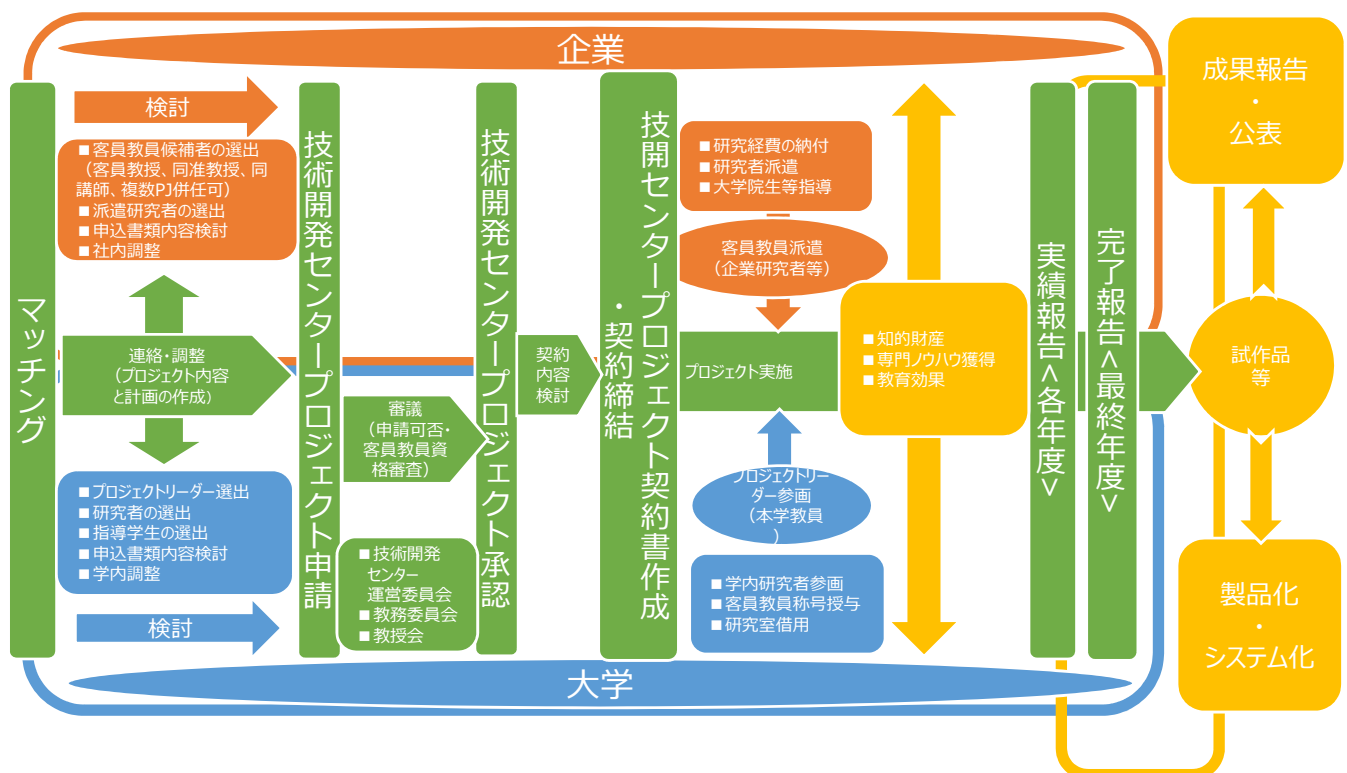 企業
マッチング
検討
■客員教員候補者の選出
（客員教授、同准教授、同
講師、複数PJ併任可）
■派遣研究者の選出
■申込書類内容検討
■社内調整
連絡・調整
（プロジェクト内容
と計画の作成）
■プロジェクトリーダー選出
■研究者の選出
■指導学生の選出
■申込書類内容検討
■学内調整
検討
技術開発センタープロジェクト申請
審議
（申請可否・
客員教員資
格審査）
■技術開発
センター
運営委員会
■教務委員会
■教授会
技術開発センタープロジェクト承認
契約
内容
検討
技開センタープロジェクト契約書作成
・契約締結
■研究経費の納付
■研究者派遣
■大学院生等指導
客員教員派遣
（企業研究者等）
プロジェクト実施
プロジェクトリー
ダー参画
（本学教員
）
■学内研究者参画
■客員教員称号授与
■研究室借用
■知的財産
■専門ノウハウ獲得
■教育効果
実績報告<各年度>
完了報告<最終年度>
成果報告
・
公表
試作品
等
製品化
・
システム化
大学